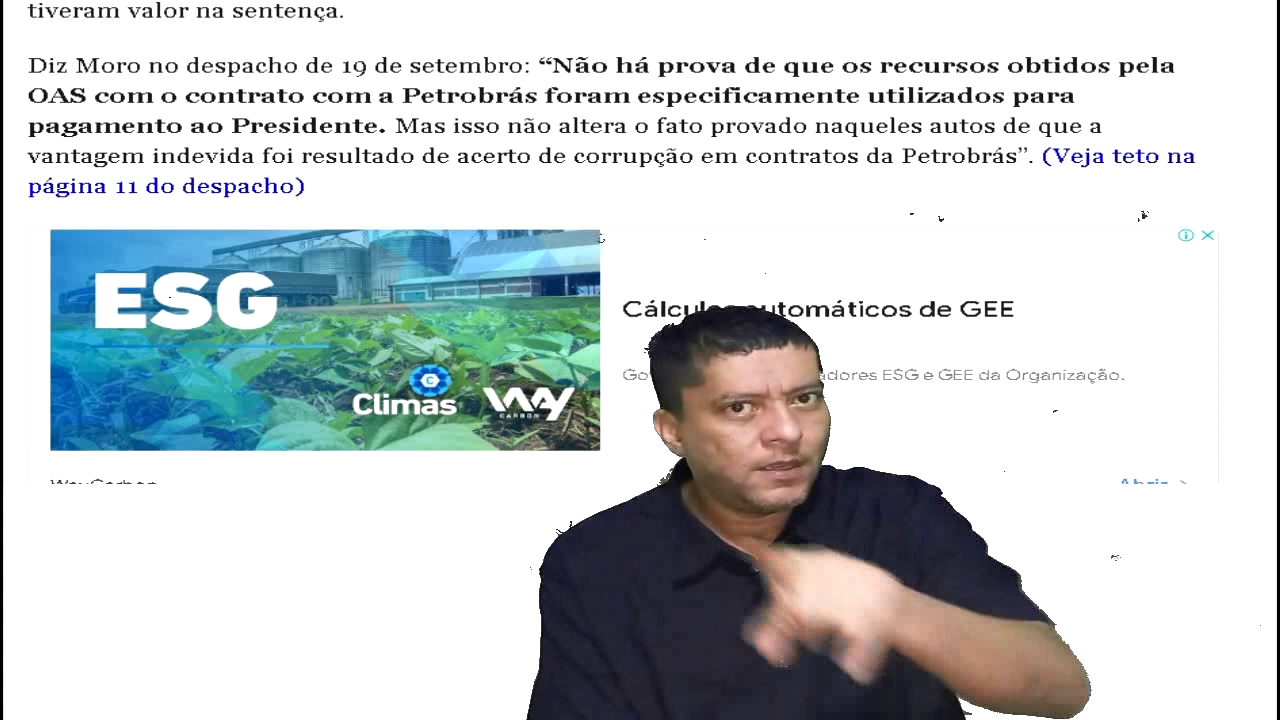 tiveram valor na sentença.
Diz Moro no despacho de 19 de setembro: “Não há prova de que os recursos obtidos pela
OAS com o contrato com a Petrobrás foram especificamente utilizados para
pagamento ao Presidente. Mas isso não altera o fato provado naqueles autos de que a
vantagem indevida foi resultado de acerto de corrupção em contratos da Petrobrás”. (Veja teto na
página 11 do despacho)
ESG
Climas
WAY
CARBON
de GEE
ESG e GEE da Organização.